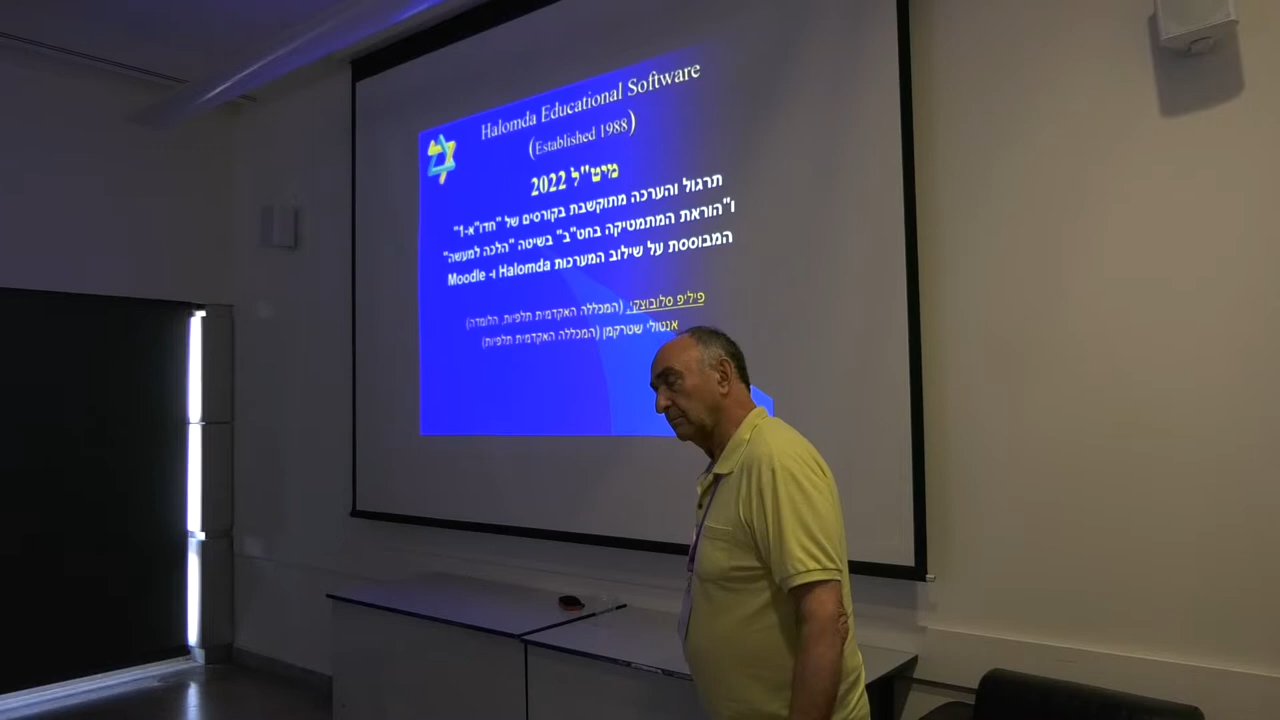 Halomda Educational Software
(Established 1988)
מיט"ל 2022
תרגול והערכה מתוקשבת בקורסים של "חדו"א-1"
ו"הוראת המתמטיקה בחט"ב" בשיטה "הלכה למעשה"
המבוססת על שילוב המערכות Halomda ו- Moodle
פיליפ סלובוצקי, (המכללה האקדמית תלפיות, הלומדה)
אנטולי שטרקמן (המכללה האקדמית תלפיות)